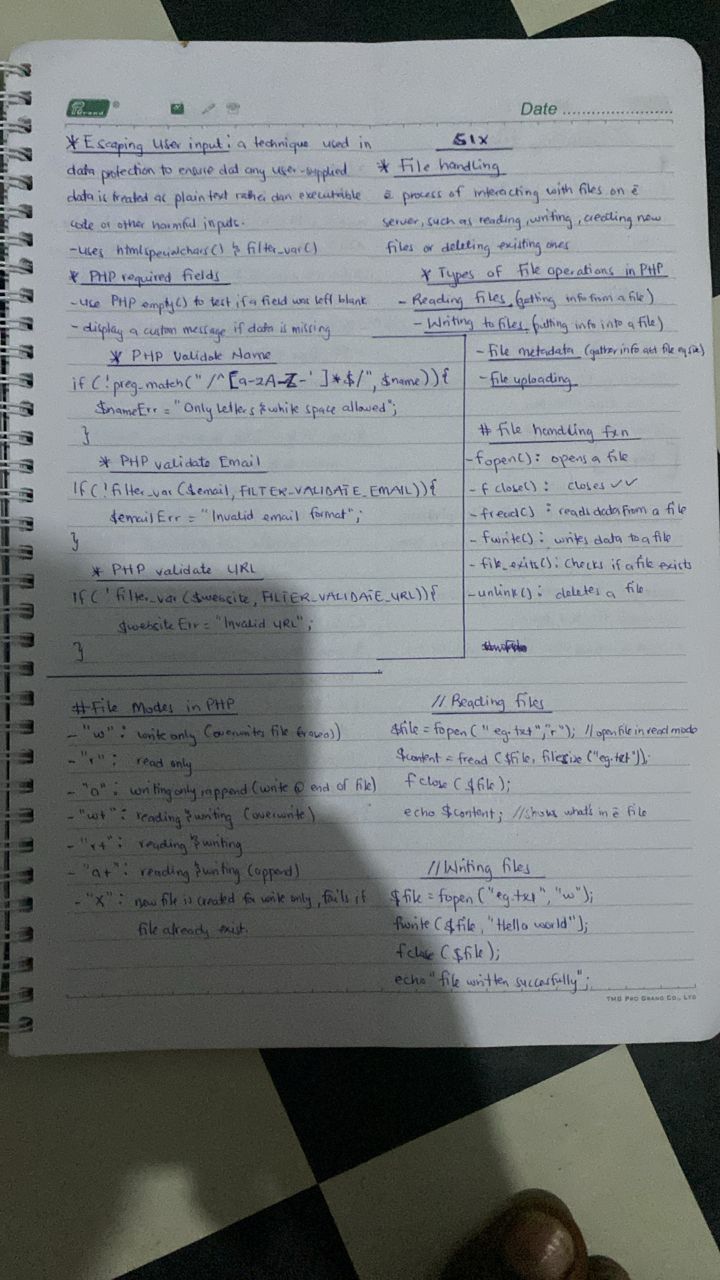 Pgrand ®
Date
* Escaping User input: a technique used in
data protection to ensure dat any user-supplied
data is treated as plain text rather dan executable
code or other harmful inputs.
- uses htmlspecialchars() & filter_var()
* PHP required fields
- use PHP empty() to test if a field was left blank
- display a custom message if data is missing
* PHP Validate Name
if (!preg_match("/^[a-zA-Z-' ]*$/", $name)){
$nameErr = "Only Letters & white space allowed";
}
* PHP validate Email
If (!filter_var ($email, FILTER_VALIDATE_EMAIL)){
$emailErr = "Invalid email format";
}
* PHP validate URL
If (!filter_var ($website, FILTER_VALIDATE_URL)){
$websiteErr = "Invalid URL";
}
SIX
* File handling
ē process of interacting with files on ē
server, such as reading, writing, creating new
files or deleting existing ones
* Types of File operations in PHP
- Reading files (getting info from a file)
- Writing to files (putting info into a file)
- file metadata (gather info abt file eg size)
- file uploading
# file handling fxn
- fopen(): opens a file
- fclose(): closes ✓✓
- fread(): reads data from a file
- fwrite(): writes data to a file
- file_exits(): checks if a file exists
- unlink(): deletes a file
# File Modes in PHP
- "w": write only (overwrites file)
- "r": read only
- "a": writing only, append (write @ end of file)
- "w+": reading & writing (overwrite)
- "r+": reading & writing
- "a+": reading & writing (append)
- "x": new file is created for write only, fails if
file already exist.
// Reading files
$file = fopen("eg.txt","r"); // open file in read mode
$content = fread ($file, filesize ("eg.txt"));
fclose ($file);
echo $content; // shows what's in ē file
// Writing files
$file = fopen ("eg.txt", "w");
fwrite ($file, "Hello world");
fclose ($file);
echo "file written succesfully";
TMB PRO GRAND CO., LTD